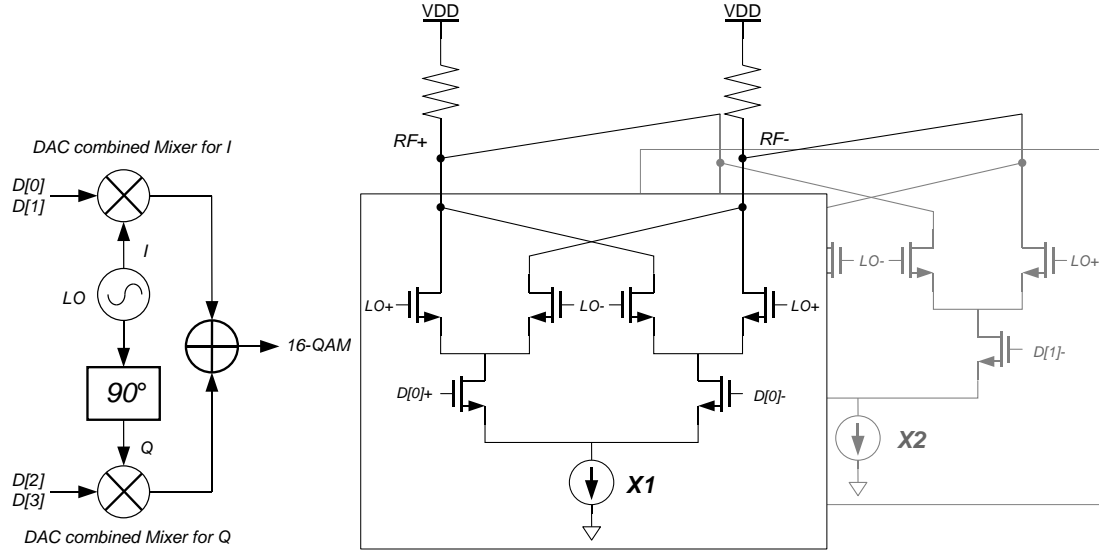 DAC combined Mixer for I
D[0]
D[1]
I
LO
90°
Q
D[2]
D[3]
DAC combined Mixer for Q
16-QAM
VDD
VDD
RF+
RF-
LO+
LO-
LO+
LO-
LO+
D[0]+
D[0]-
D[1]-
X1
X2